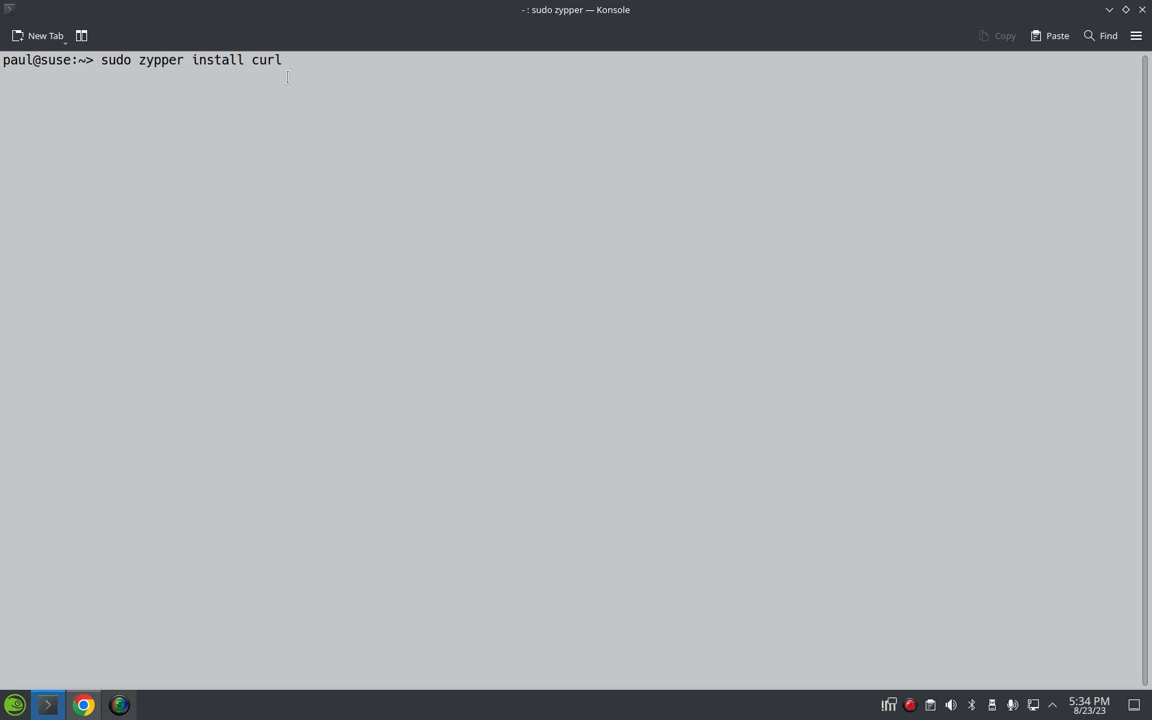 - : sudo zypper — Konsole
New Tab
Copy
Paste
Find
paul@suse:~> sudo zypper install curl
5:34 PM
8/23/23